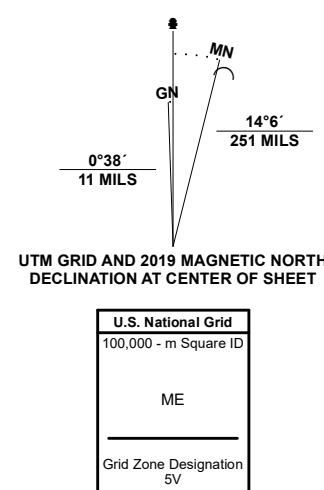 MN
GN
14°6´
251 MILS
0°38´
11 MILS
UTM GRID AND 2019 MAGNETIC NORTH
DECLINATION AT CENTER OF SHEET
U.S. National Grid
100,000 - m Square ID
ME
Grid Zone Designation
5V